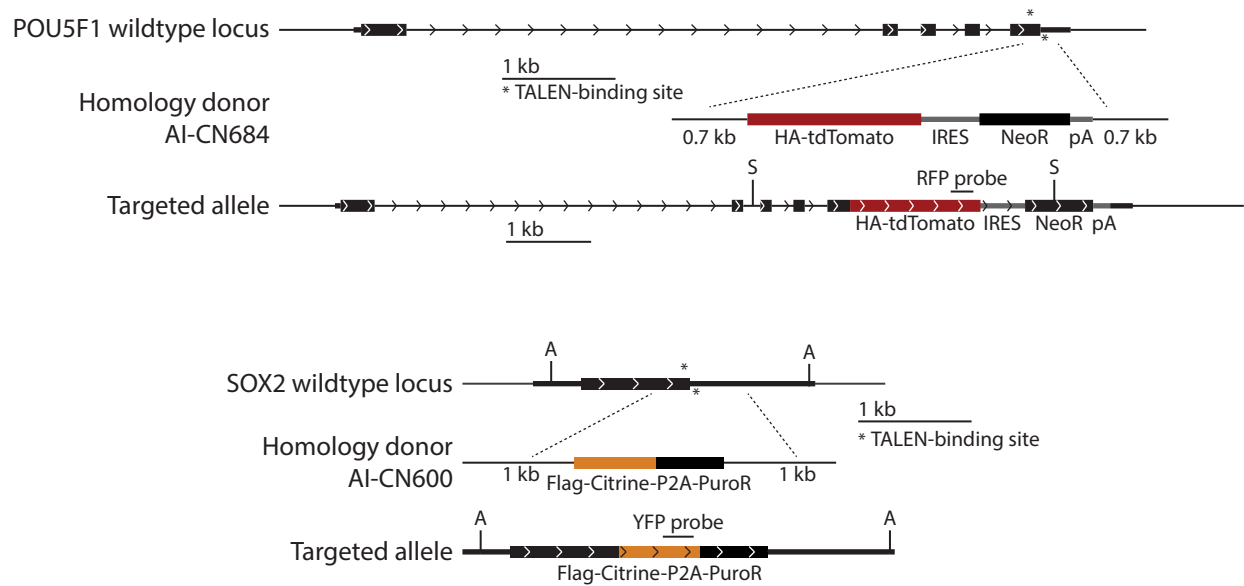 *
POU5F1 wildtype locus
*
1 kb
* TALEN-binding site
Homology donor
AI-CN684
0.7 kb
HA-tdTomato
IRES
NeoR
pA
0.7 kb
S
RFP probe
S
Targeted allele
HA-tdTomato
IRES
NeoR
pA
1 kb
A
*
A
SOX2 wildtype locus
*
1 kb
* TALEN-binding site
Homology donor
AI-CN600
1 kb
Flag-Citrine-P2A-PuroR
1 kb
A
YFP probe
A
Targeted allele
Flag-Citrine-P2A-PuroR